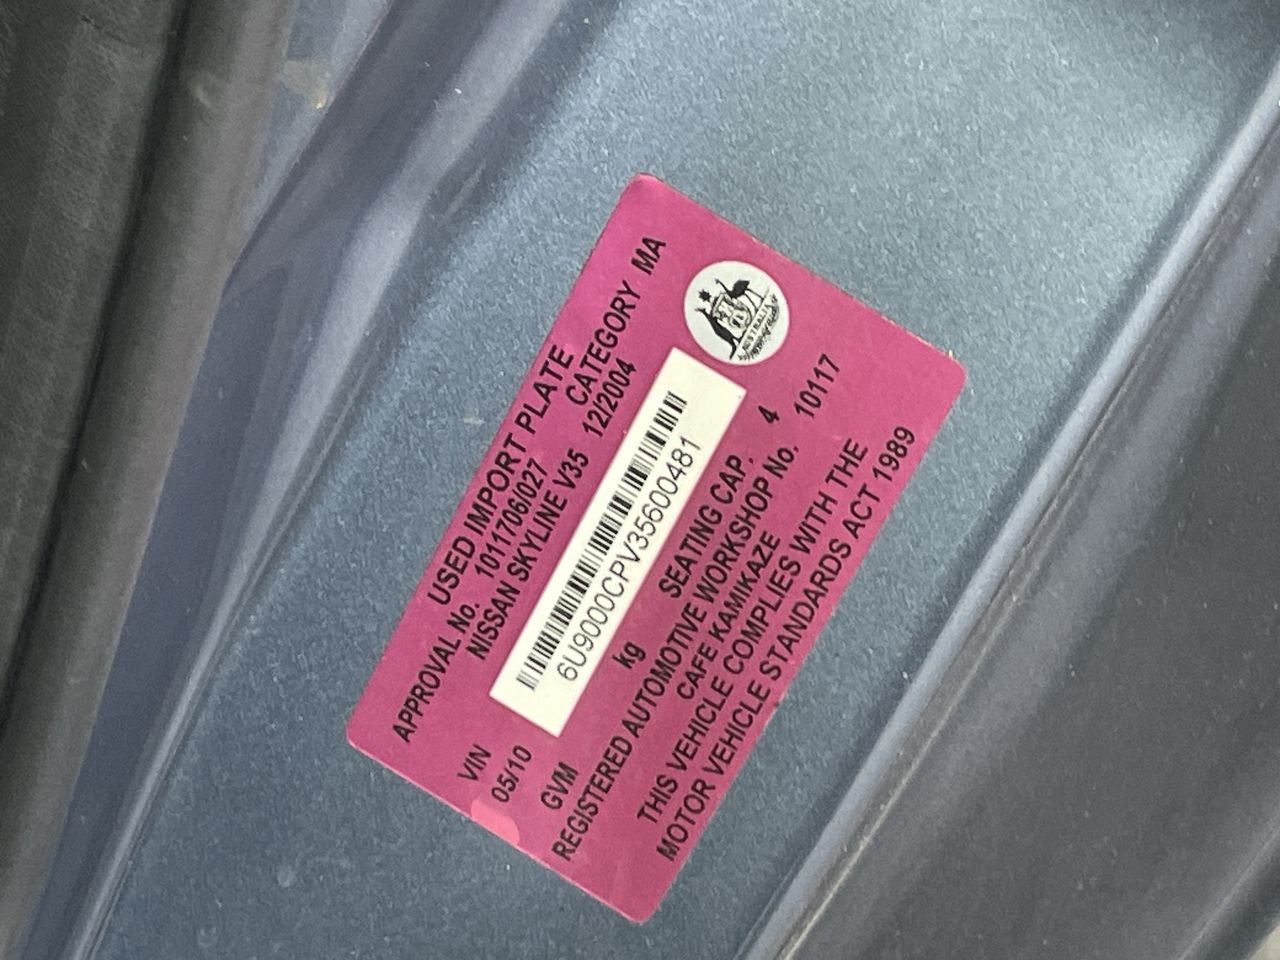 USED IMPORT PLATE
APPROVAL No. 1011706/027 CATEGORY MA
NISSAN SKYLINE V35 12/2004
VIN
6U9000CPV35600481
05/10
GVM kg SEATING CAP. 4
REGISTERED AUTOMOTIVE WORKSHOP No. 10117
CAFE KAMIKAZE
THIS VEHICLE COMPLIES WITH THE
MOTOR VEHICLE STANDARDS ACT 1989
AUSTRALIA